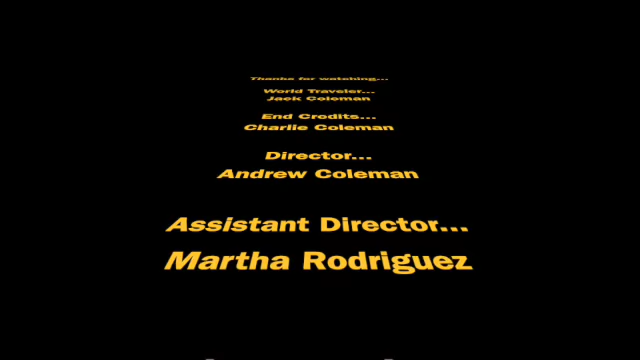 Thanks for watching...
World Traveler...
Jack Coleman
End Credits...
Charlie Coleman
Director...
Andrew Coleman
Assistant Director...
Martha Rodriguez